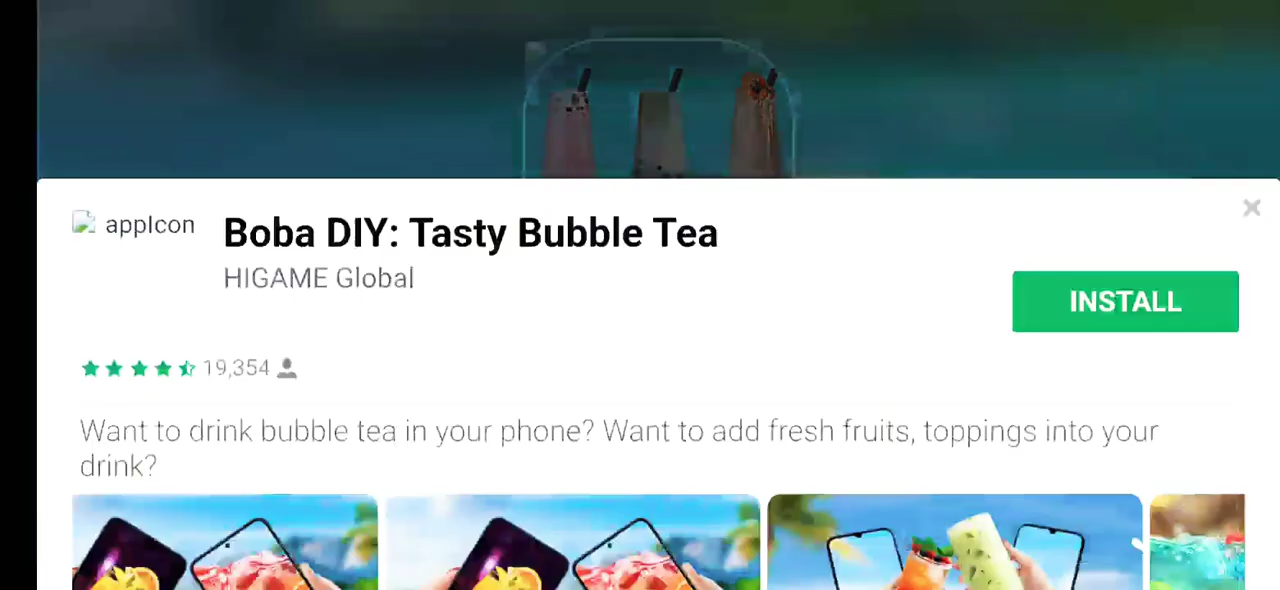 appIcon
Boba DIY: Tasty Bubble Tea
HIGAME Global
INSTALL
19,354
Want to drink bubble tea in your phone? Want to add fresh fruits, toppings into your
drink?